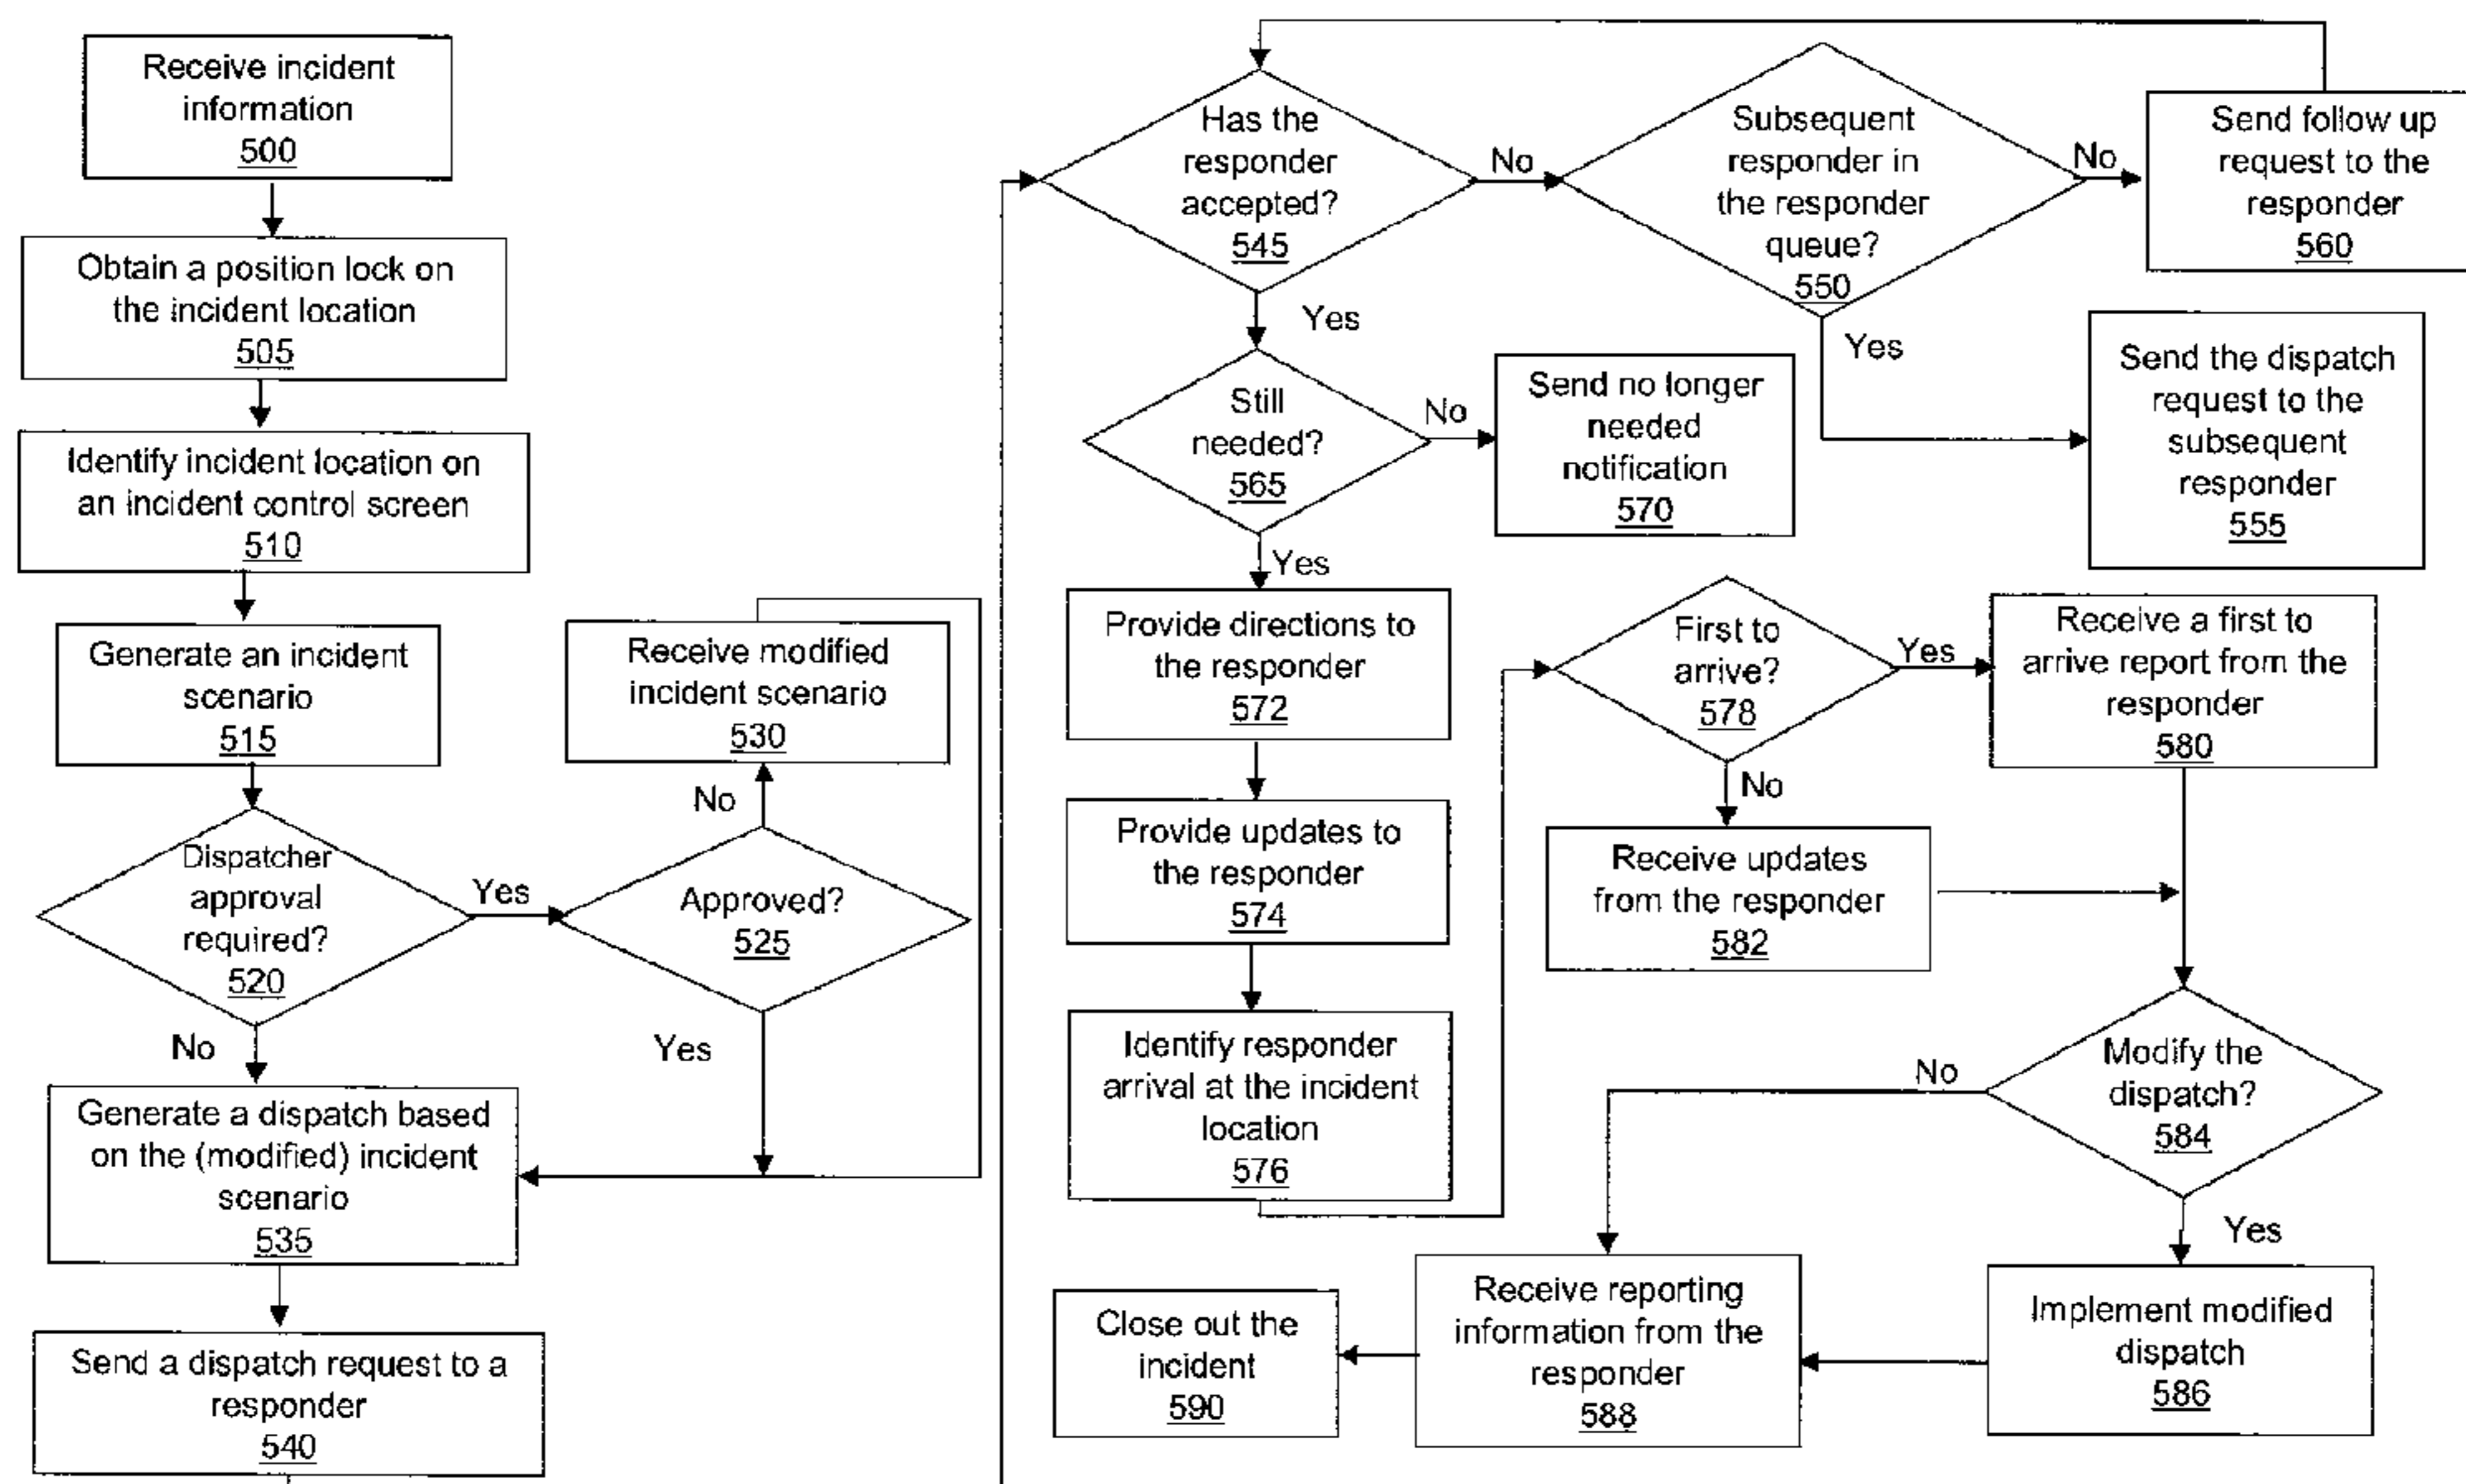 Receive incident
information
500
Obtain a position lock on
the incident location
505
Identify incident location on
an incident control screen
510
Generate an incident
scenario
515
Dispatcher
approval
required?
520
Yes
No
Approved?
525
No
Yes
Receive modified
incident scenario
530
Generate a dispatch based
on the (modified) incident
scenario
535
Send a dispatch request to a
responder
540
Has the
responder
accepted?
545
No
Yes
Subsequent
responder in
the responder
queue?
550
No
Yes
Send follow up
request to the
responder
560
Send the dispatch
request to the
subsequent
responder
555
Still
needed?
565
No
Yes
Send no longer
needed
notification
570
Provide directions to
the responder
572
Provide updates to
the responder
574
Identify responder
arrival at the incident
location
576
First to
arrive?
578
Yes
No
Receive a first to
arrive report from the
responder
580
Receive updates
from the responder
582
Modify the
dispatch?
584
No
Yes
Implement modified
dispatch
586
Receive reporting
information from the
responder
588
Close out the
incident
590